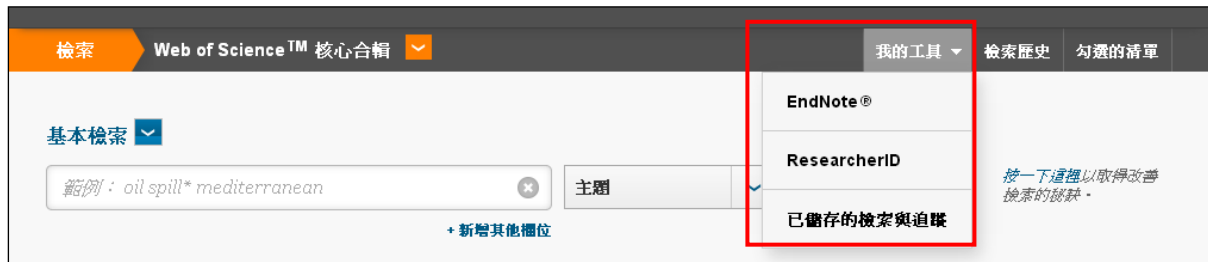 檢索
Web of Science™ 核心合輯
我的工具
檢索歷史
勾選的清單
EndNote®
ResearcherID
已儲存的檢索與追蹤
基本檢索
範例： oil spill* mediterranean
主題
+ 新增其他欄位
按一下這裡以取得改善
檢索的秘訣。